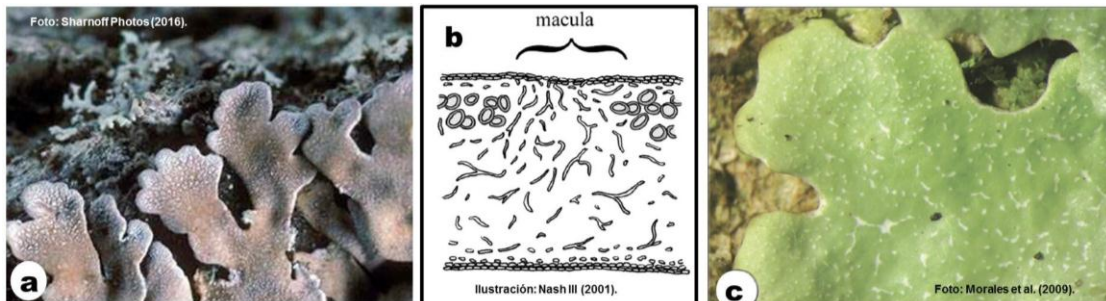 Foto: Sharnoff Photos (2016).
a
b
macula
Ilustración: Nash III (2001).
c
Foto: Morales et al. (2009).